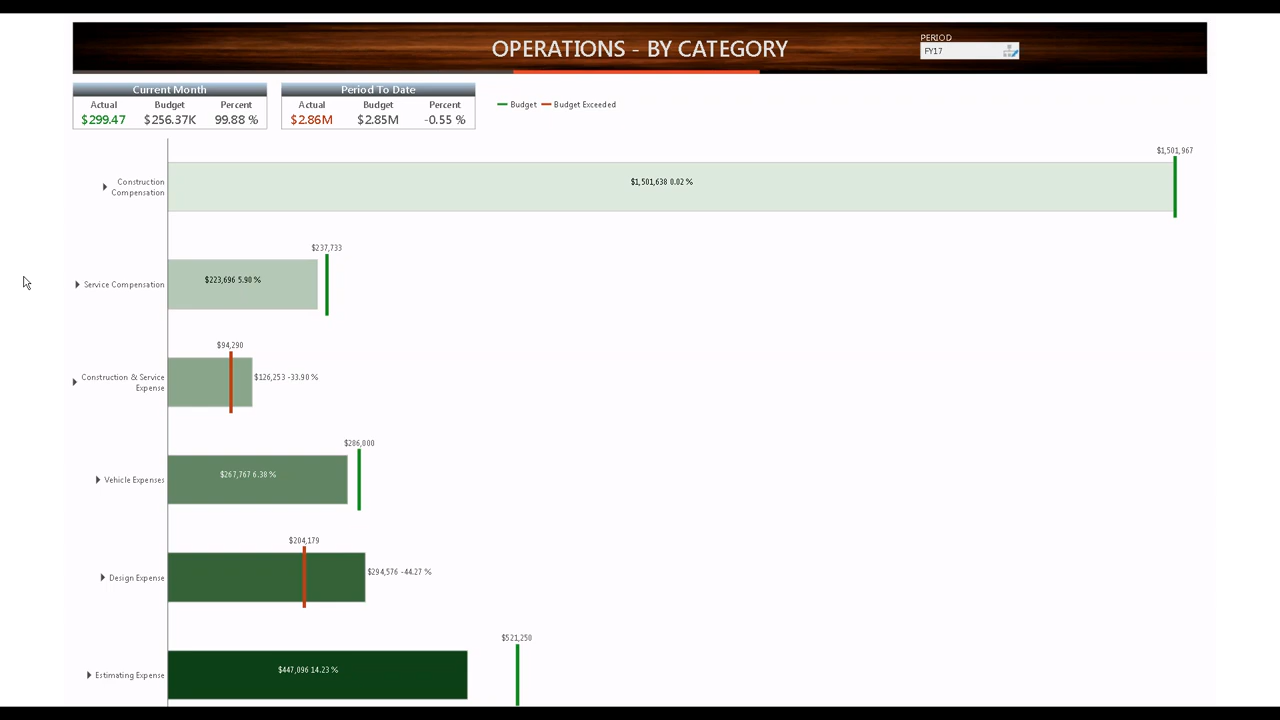 OPERATIONS - BY CATEGORY
PERIOD
FY17
Current Month
Actual Budget Percent
$299.47 $256.37K 99.88 %
Period To Date
Actual Budget Percent
$2.86M $2.85M -0.55 %
Budget Budget Exceeded
$1,501,967
Construction
Compensation
$1,501,638 0.02 %
$237,733
Service Compensation
$223,696 5.90 %
$94,290
Construction & Service
Expense
$126,253 -33.90 %
$286,000
Vehicle Expenses
$267,767 6.38 %
$204,179
Design Expense
$294,576 -44.27 %
$521,250
Estimating Expense
$447,096 14.23 %